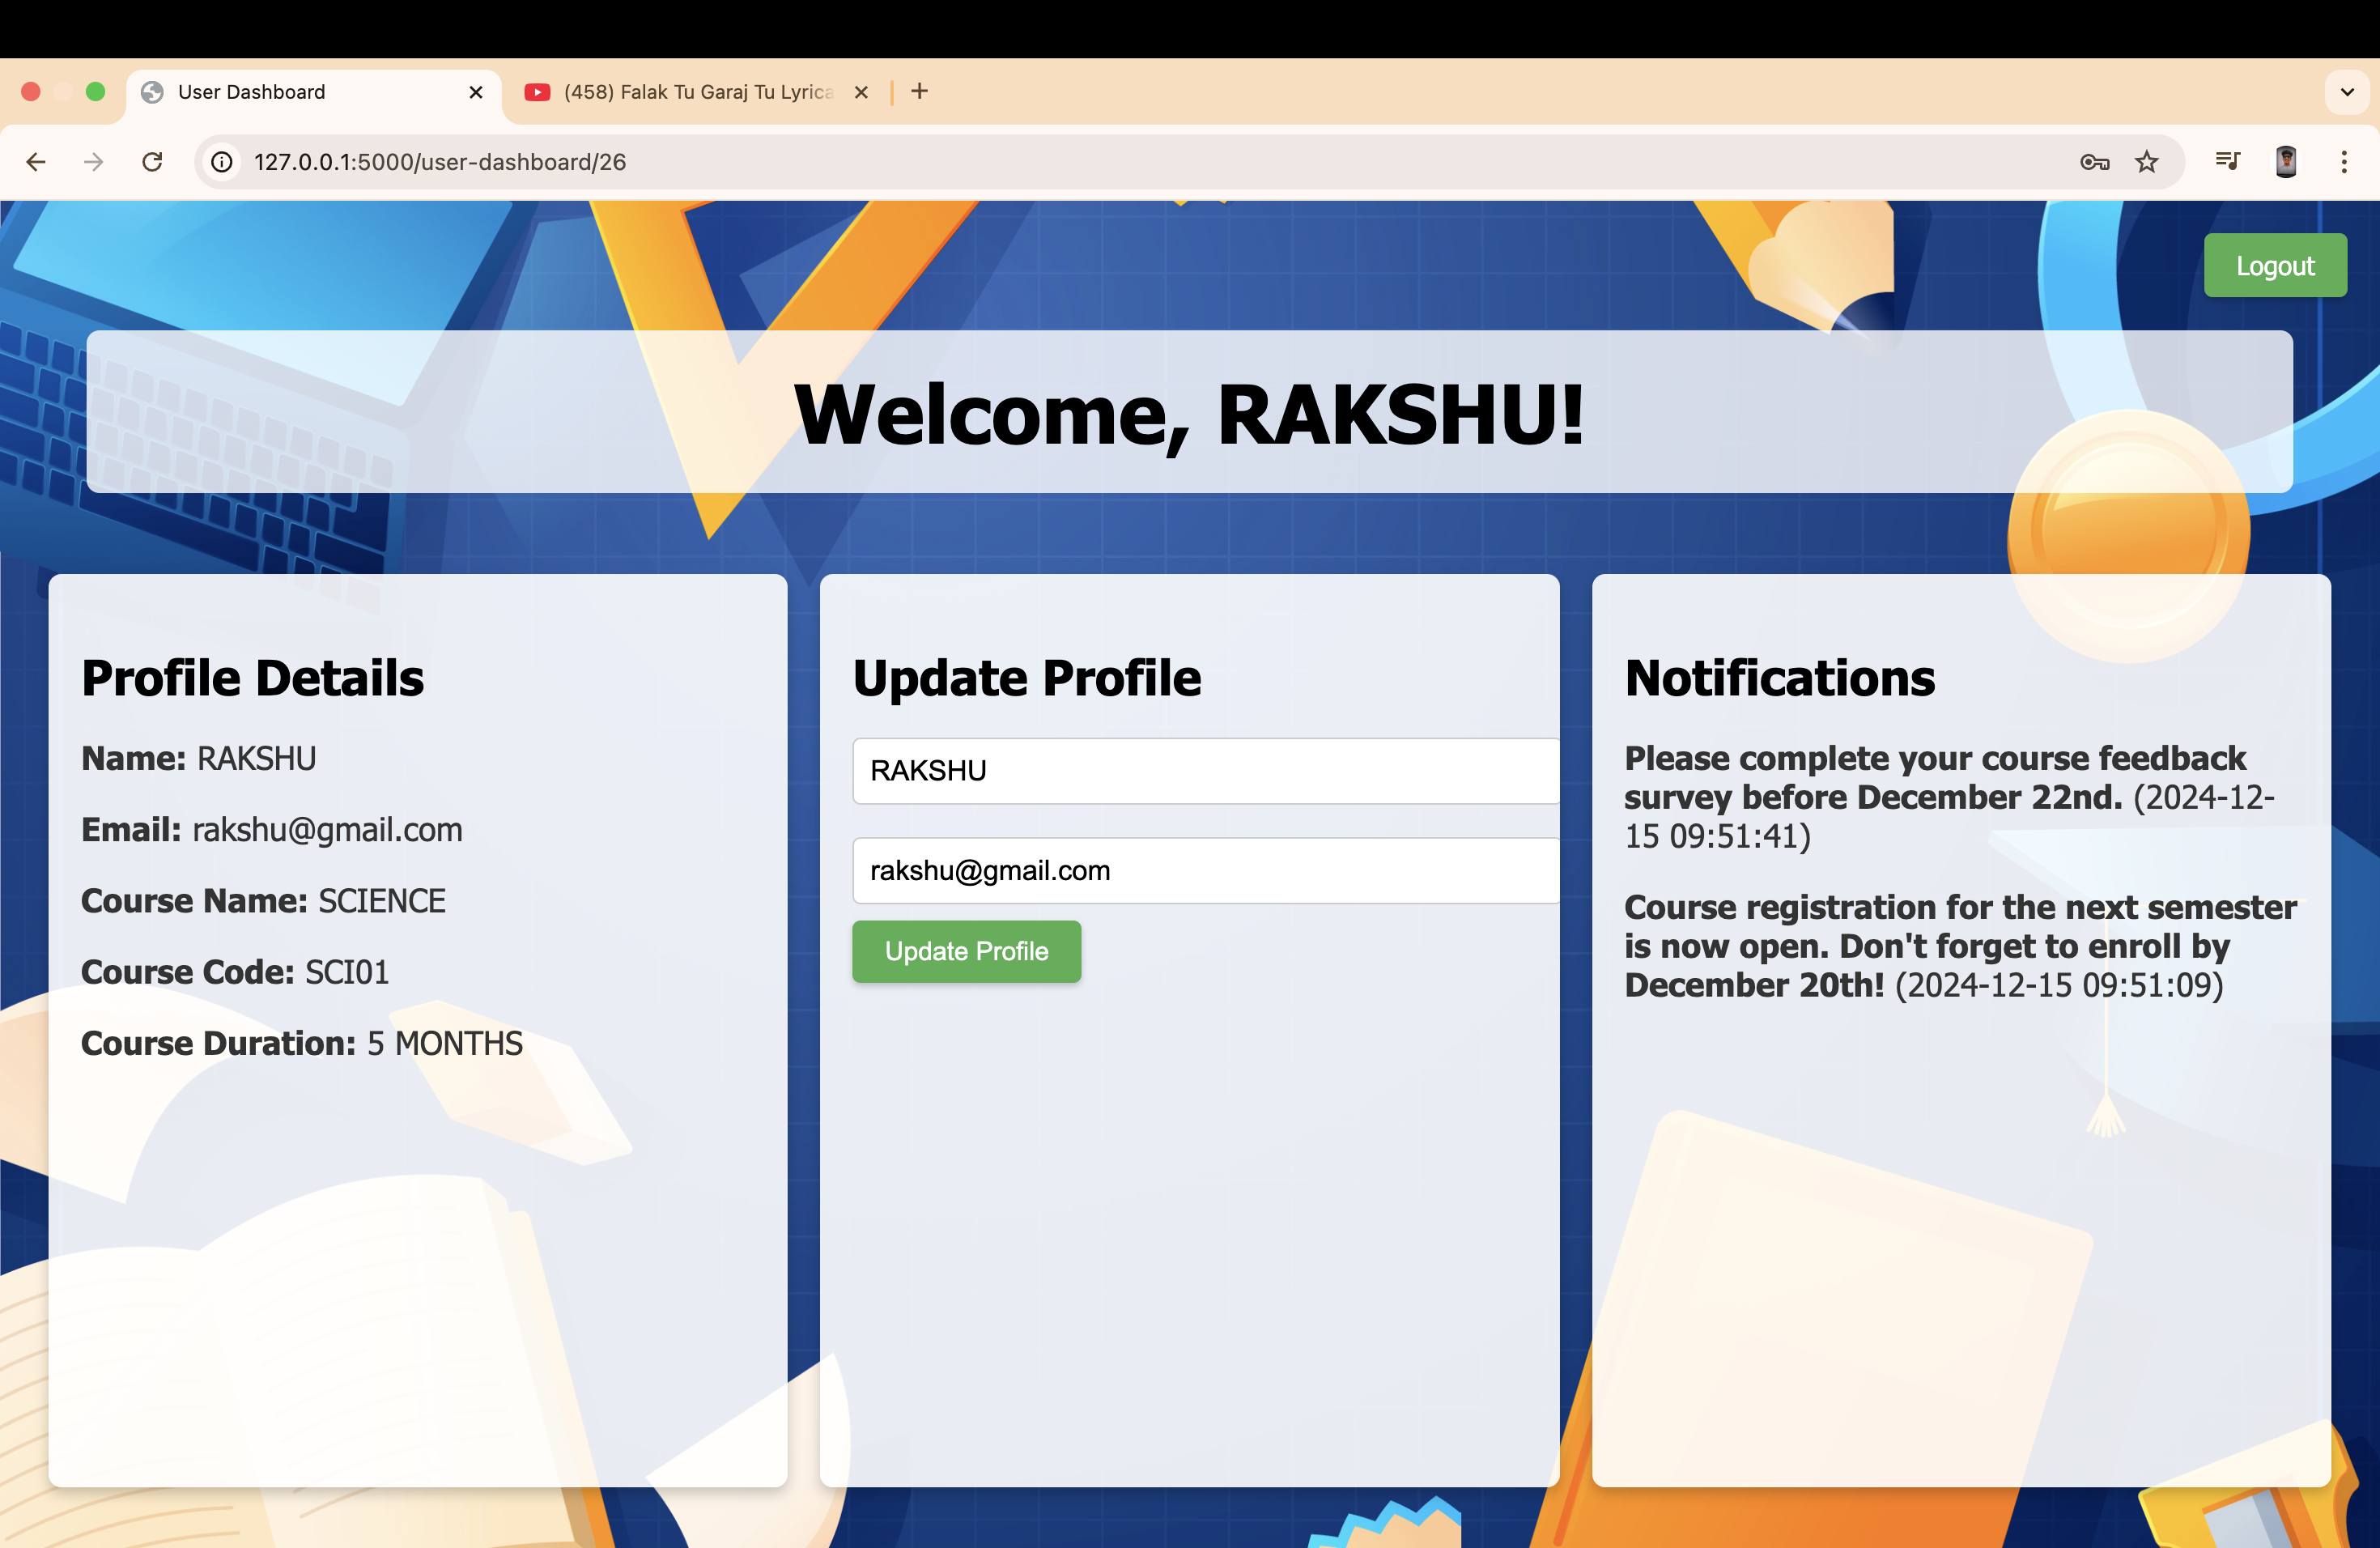 User Dashboard
(458) Falak Tu Garaj Tu Lyrica
127.0.0.1:5000/user-dashboard/26
Logout
Welcome, RAKSHU!
Profile Details
Name: RAKSHU
Email: rakshu@gmail.com
Course Name: SCIENCE
Course Code: SCI01
Course Duration: 5 MONTHS
Update Profile
RAKSHU
rakshu@gmail.com
Update Profile
Notifications
Please complete your course feedback
survey before December 22nd. (2024-12-
15 09:51:41)
Course registration for the next semester
is now open. Don't forget to enroll by
December 20th! (2024-12-15 09:51:09)